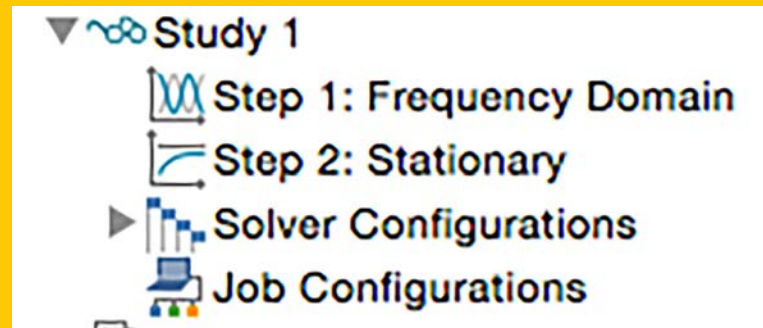 Study 1
Step 1: Frequency Domain
Step 2: Stationary
Solver Configurations
Job Configurations